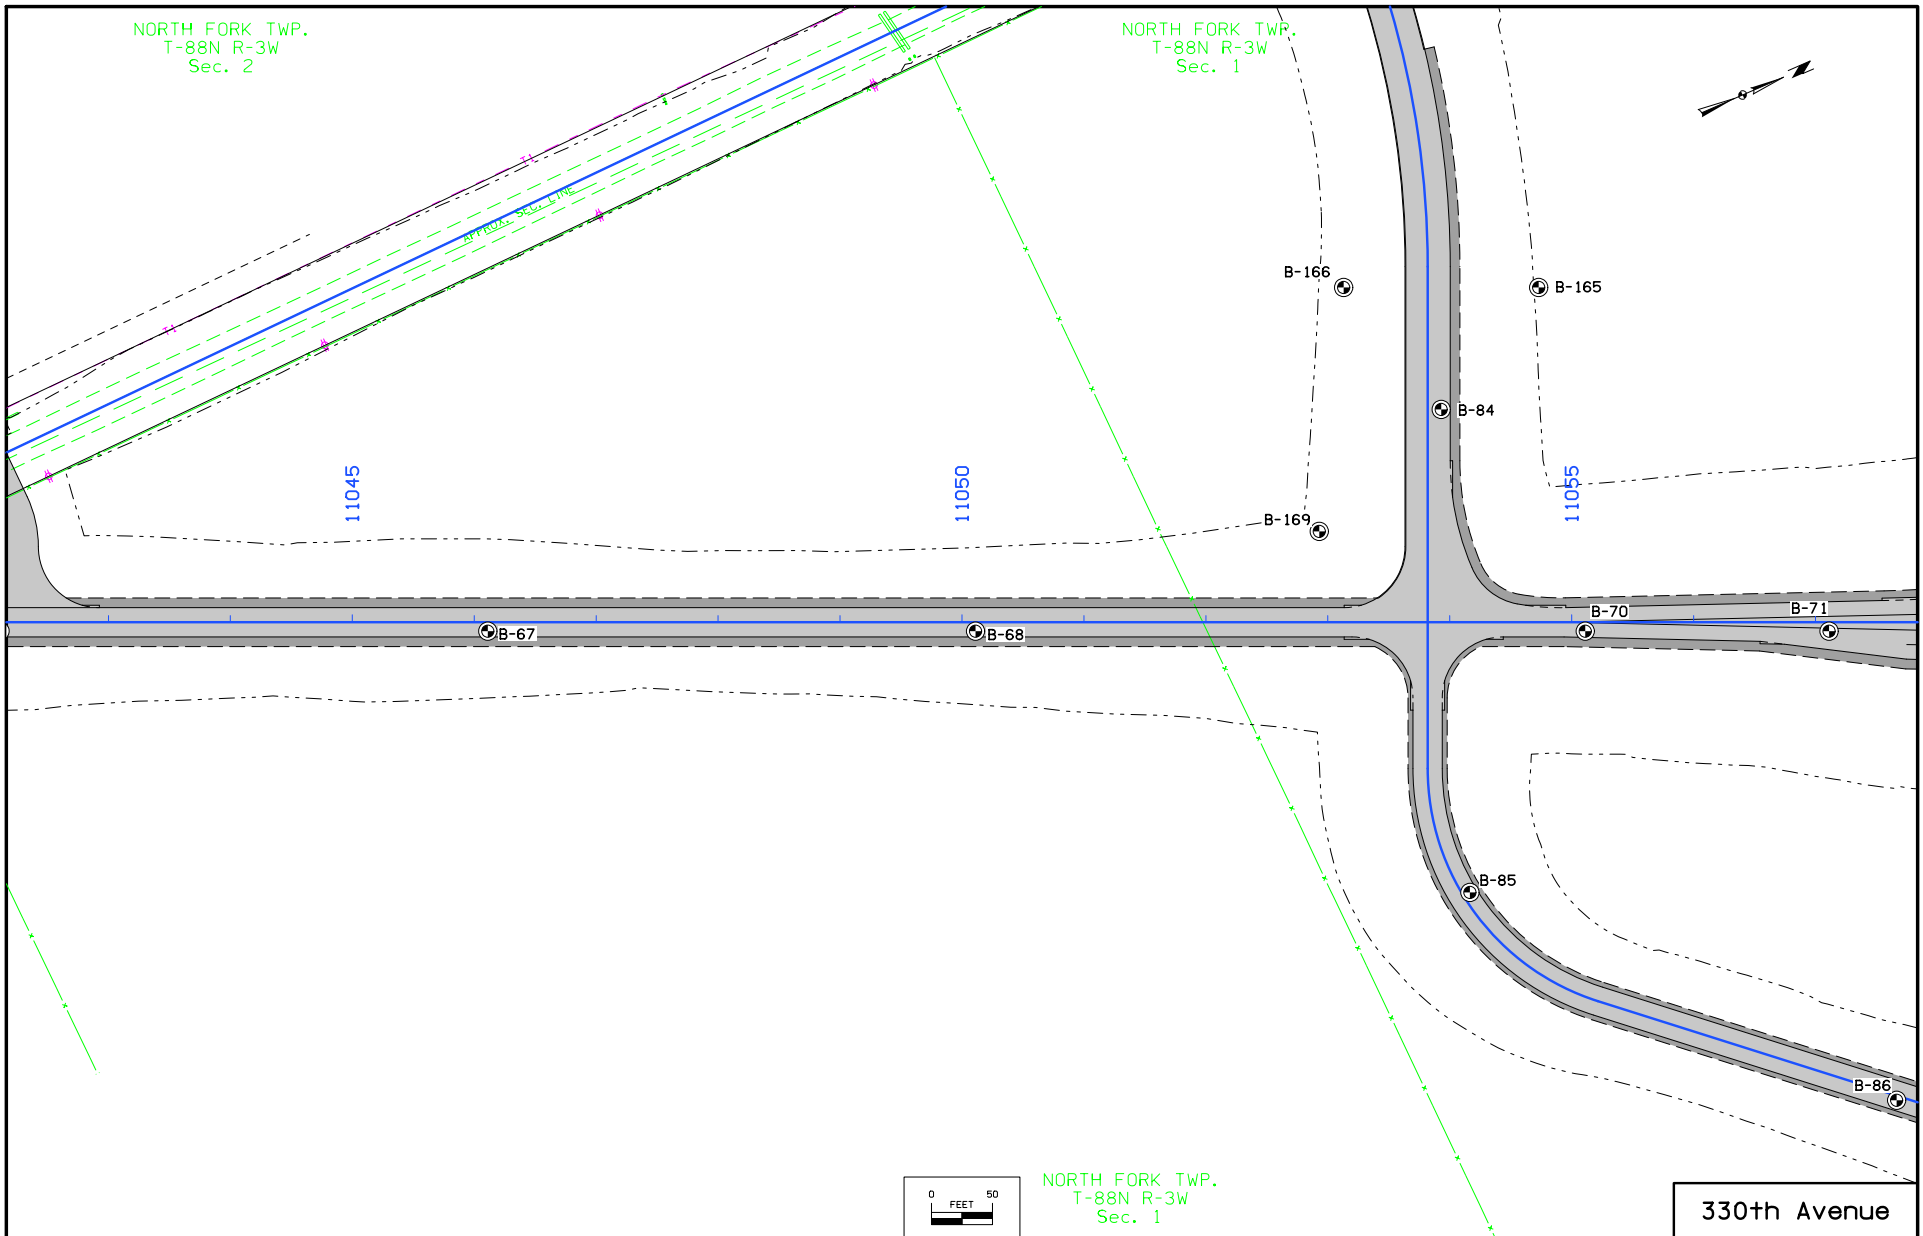 NORTH FORK TWP.
T-88N R-3W
Sec. 2
NORTH FORK TWP.
T-88N R-3W
Sec. 1
T1
APPROX. SEC. LINE
T1
B-166
B-165
B-84
11045
11050
11055
B-169
B-67
B-68
B-70
B-71
B-85
B-86
0 50
FEET
NORTH FORK TWP.
T-88N R-3W
Sec. 1
330th Avenue